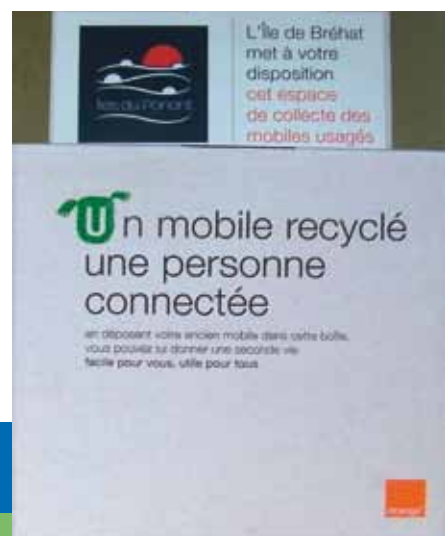 Îles du Ponant
L'Île de Bréhat
met à votre
disposition
cet espace
de collecte des
mobiles usagés
Un mobile recyclé
une personne
connectée
en déposant votre ancien mobile dans cette boîte,
vous pouvez lui donner une seconde vie
facile pour vous, utile pour tous
orange